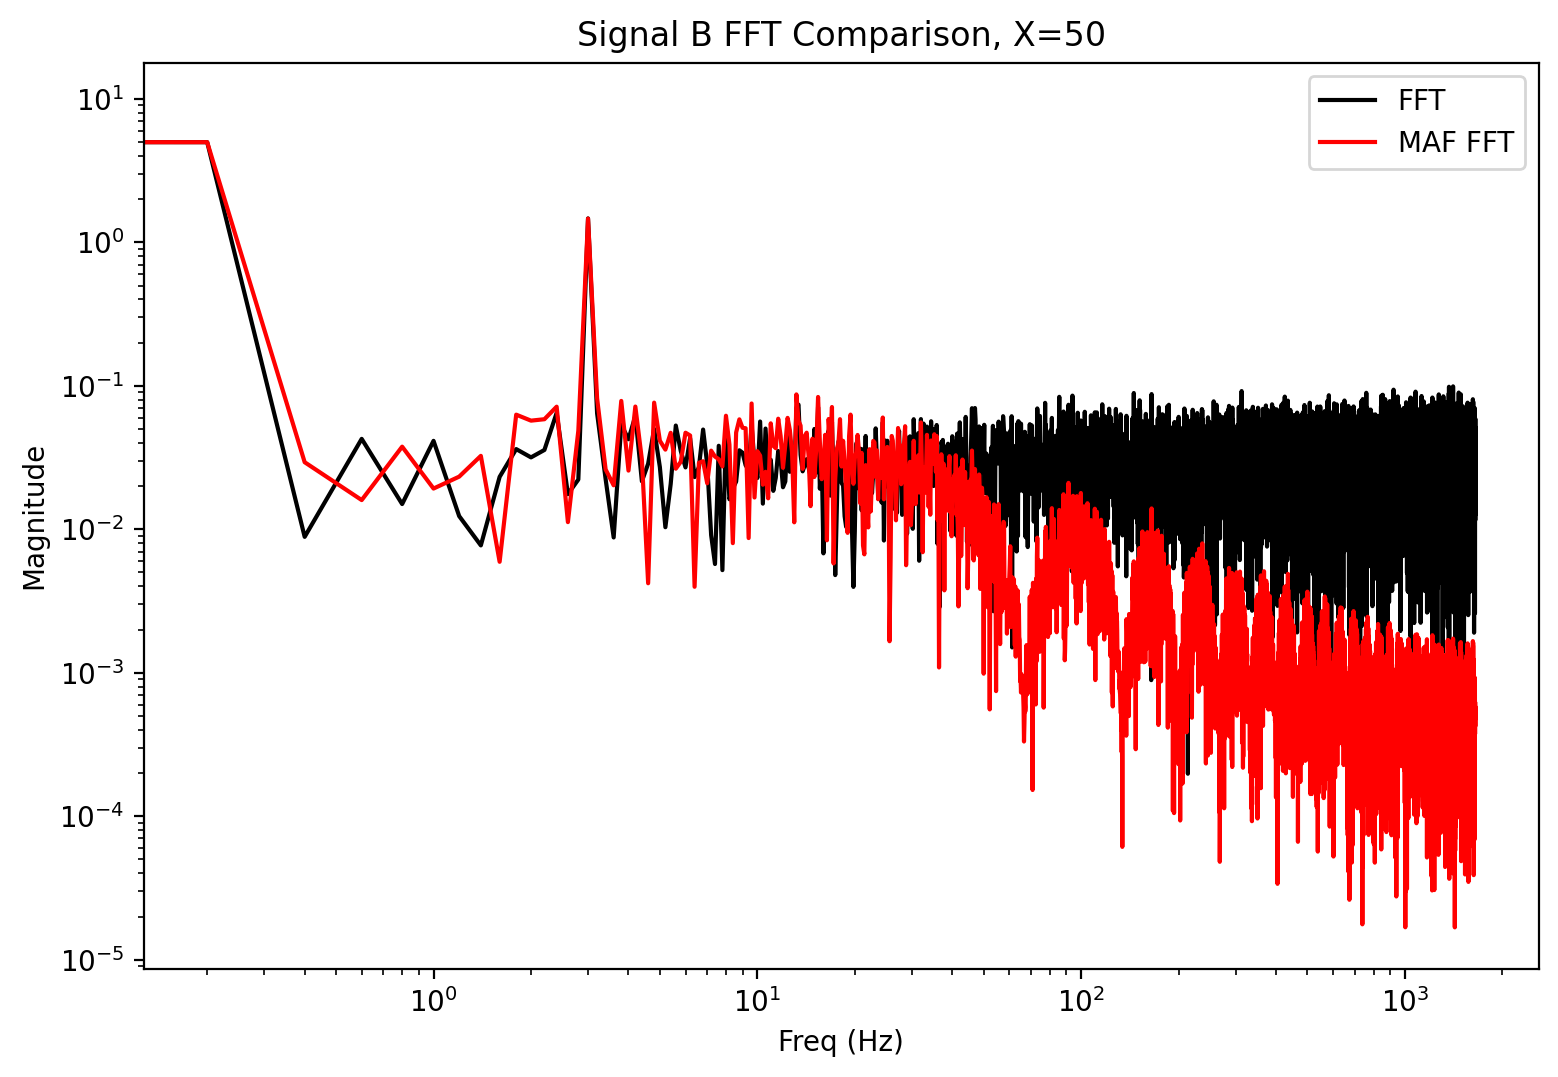 Signal B FFT Comparison, X=50
FFT
MAF FFT
Magnitude
10¹
10⁰
10⁻¹
10⁻²
10⁻³
10⁻⁴
10⁻⁵
10⁰ 10¹ 10² 10³
Freq (Hz)